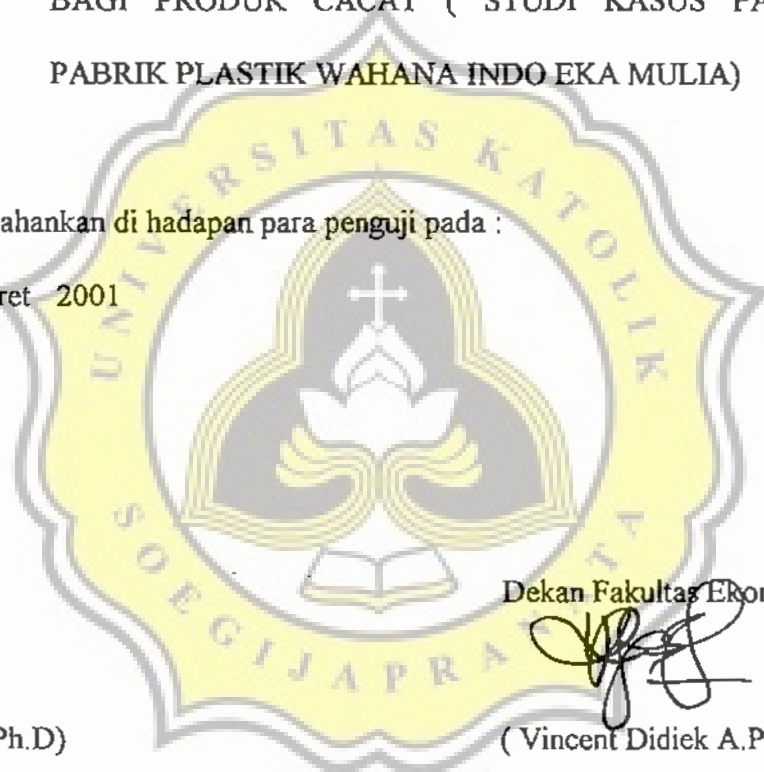 BAGI PRODUK CACAT ( STUDI KASUS PA
PABRIK PLASTIK WAHANA INDO EKA MULIA)
ahankan di hadapan para penguji pada :
ret 2001
UNIVERSITAS KATOLIK
SOEGIJAPRANATA
Dekan Fakultas Ekon
Ph.D)
( Vincent Didiek A.P